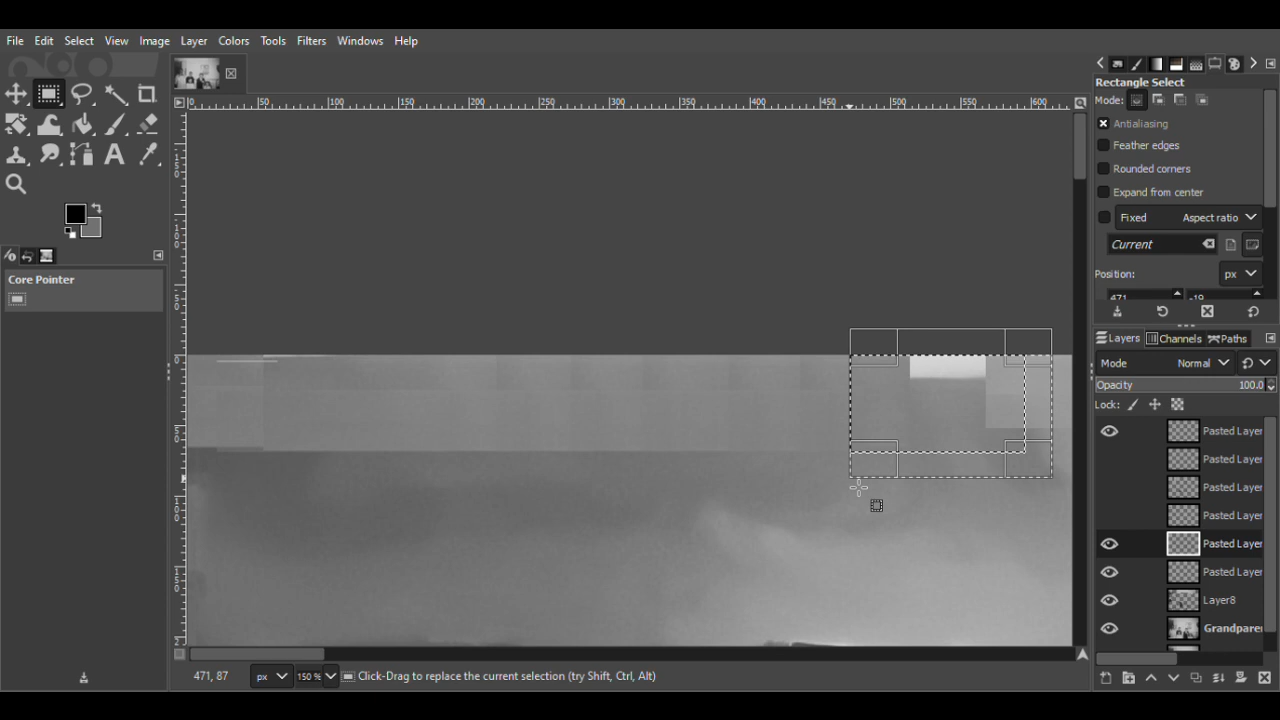 File Edit Select View Image Layer Colors Tools Filters Windows Help
0 50 100 150 200 250 300 350 400 450 500 550 600
Core Pointer
Rectangle Select
Mode:
Antialiasing
Feather edges
Rounded corners
Expand from center
Fixed Aspect ratio
Current
Position: px
471 -19
Layers Channels Paths
Mode Normal
Opacity 100.0
Lock:
Pasted Layer
Pasted Layer
Pasted Layer
Pasted Layer
Pasted Layer
Pasted Layer
Layer8
Grandparer
471, 87 px 150 % Click-Drag to replace the current selection (try Shift, Ctrl, Alt)